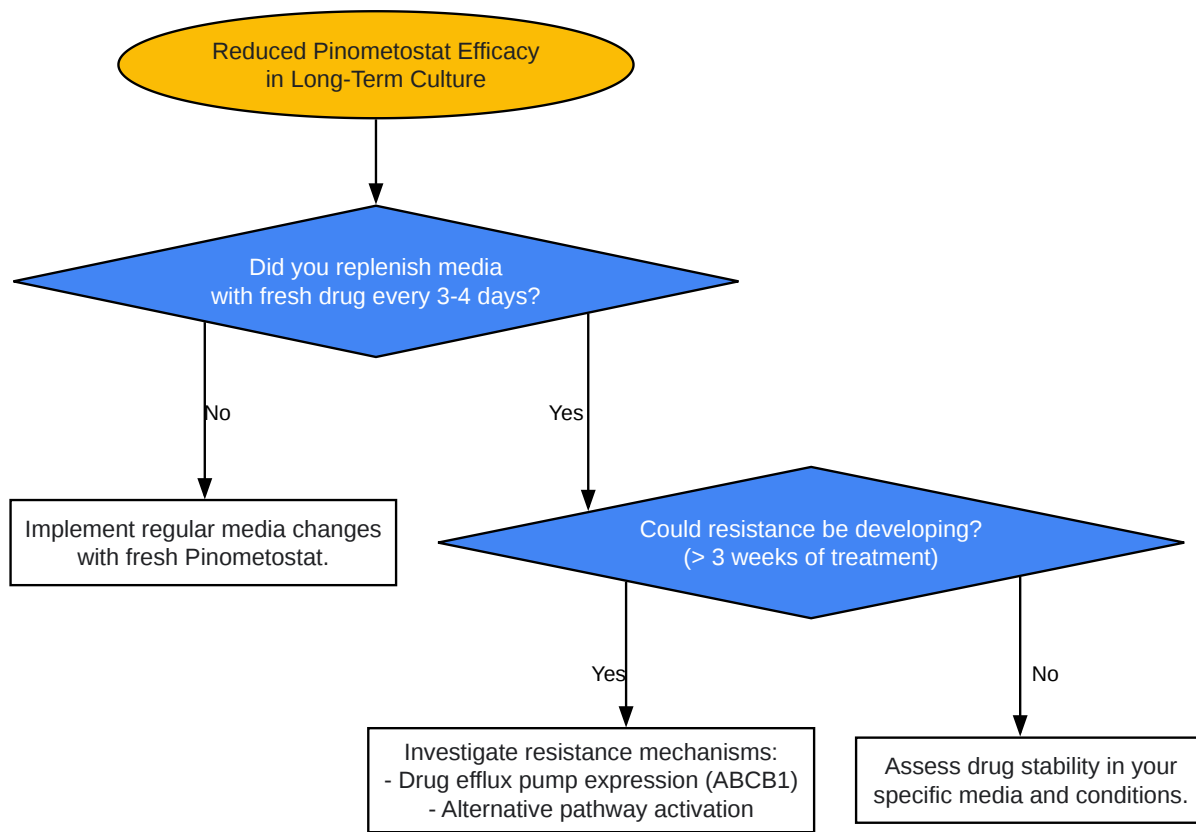 Reduced Pinometostat Efficacy
in Long-Term Culture
Did you replenish media
with fresh drug every 3-4 days?
No
Yes
Implement regular media changes
with fresh Pinometostat.
Could resistance be developing?
(> 3 weeks of treatment)
Yes
No
Investigate resistance mechanisms:
- Drug efflux pump expression (ABCB1)
- Alternative pathway activation
Assess drug stability in your
specific media and conditions.